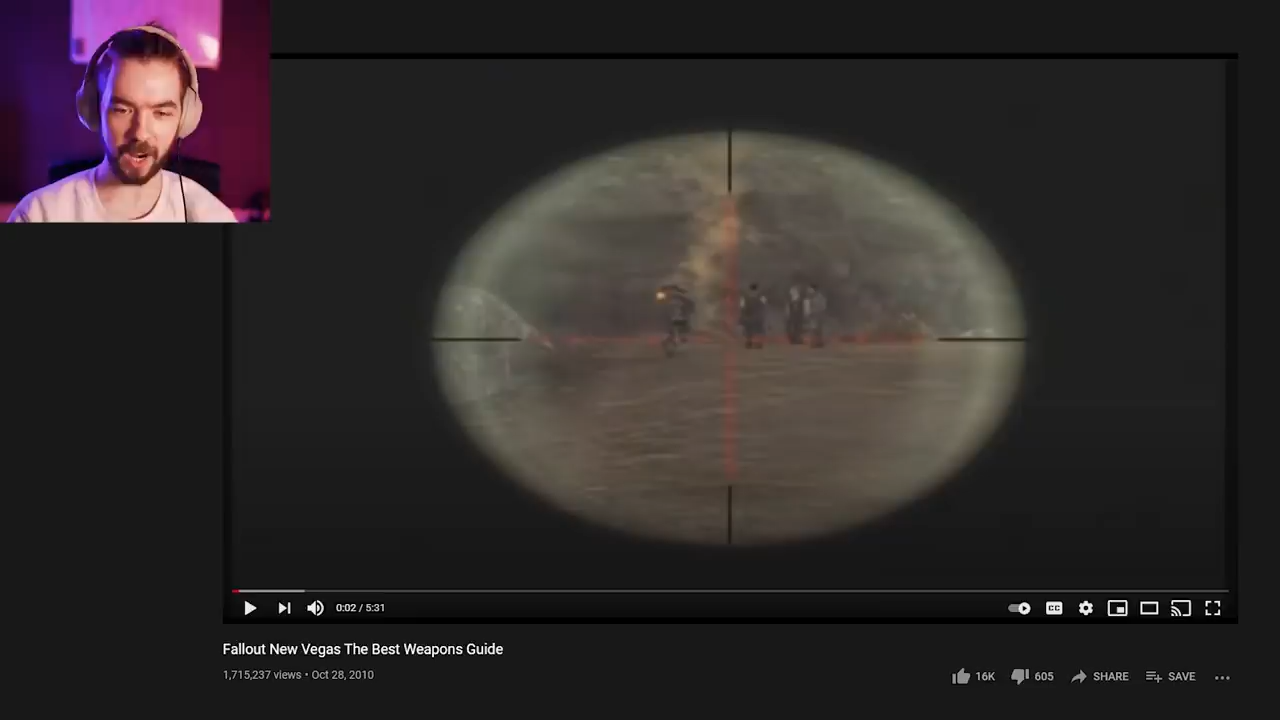 0:02 / 5:31
CC
Fallout New Vegas The Best Weapons Guide
1,715,237 views • Oct 28, 2010
16K
605
SHARE
SAVE